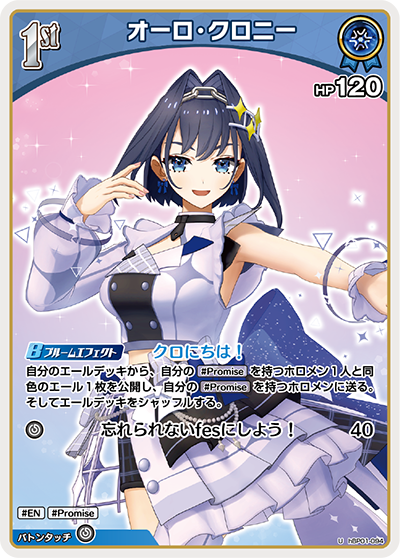 1st
オーロ・クロニー
HP120
Bブルームエフェクト クロにちは！
自分のエールデッキから、自分の #Promise を持つホロメン1人と同
色のエール1枚を公開し、自分の #Promise を持つホロメンに送る。
そしてエールデッキをシャッフルする。
忘れられないfesにしよう！ 40
#EN #Promise
バトンタッチ
U hBP01-094